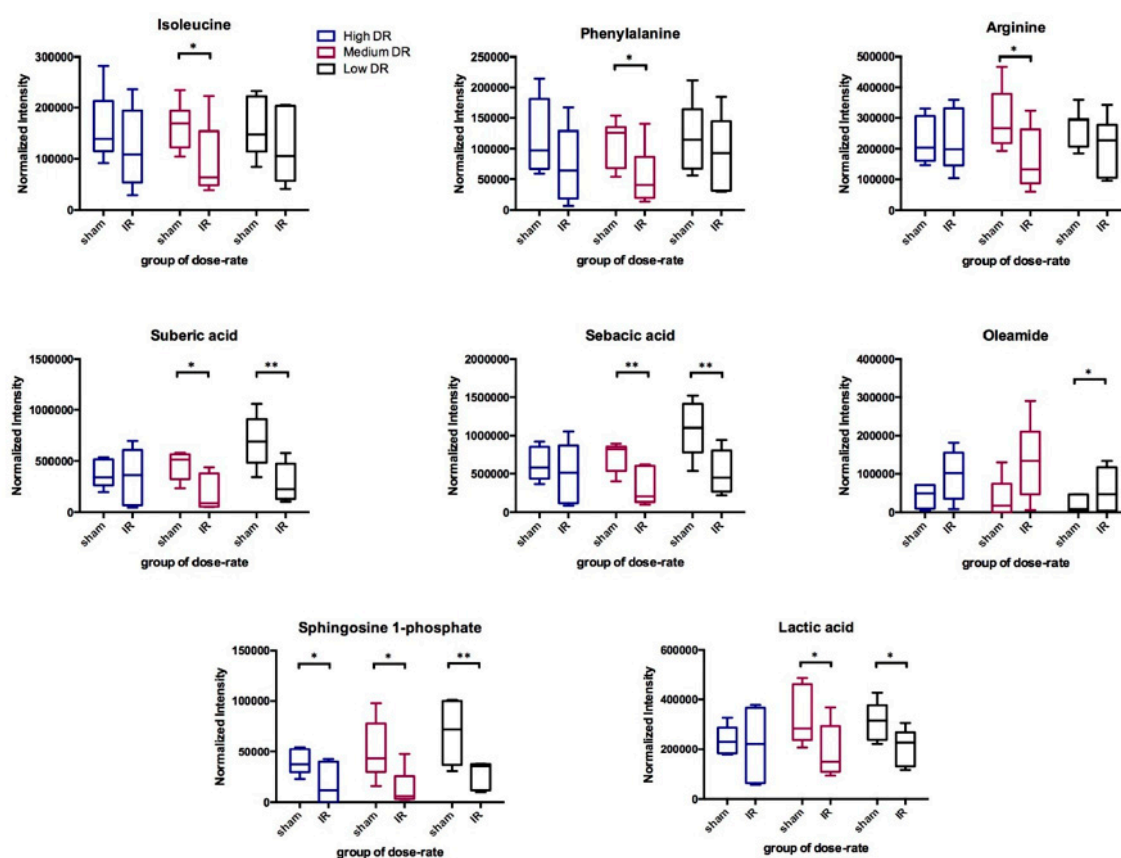 Isoleucine
Normalized Intensity
300000
200000
100000
0
*
sham IR sham IR sham IR
group of dose-rate
High DR
Medium DR
Low DR
Phenylalanine
Normalized Intensity
250000
200000
150000
100000
50000
0
*
sham IR sham IR sham IR
group of dose-rate
Arginine
Normalized Intensity
500000
400000
300000
200000
100000
0
*
sham IR sham IR sham IR
group of dose-rate
Suberic acid
Normalized Intensity
1500000
1000000
500000
0
* **
sham IR sham IR sham IR
group of dose-rate
Sebacic acid
Normalized Intensity
2000000
1500000
1000000
500000
0
** **
sham IR sham IR sham IR
group of dose-rate
Oleamide
Normalized Intensity
400000
300000
200000
100000
0
*
sham IR sham IR sham IR
group of dose-rate
Sphingosine 1-phosphate
Normalized Intensity
150000
100000
50000
0
* * **
sham IR sham IR sham IR
group of dose-rate
Lactic acid
Normalized Intensity
600000
400000
200000
0
* *
sham IR sham IR sham IR
group of dose-rate